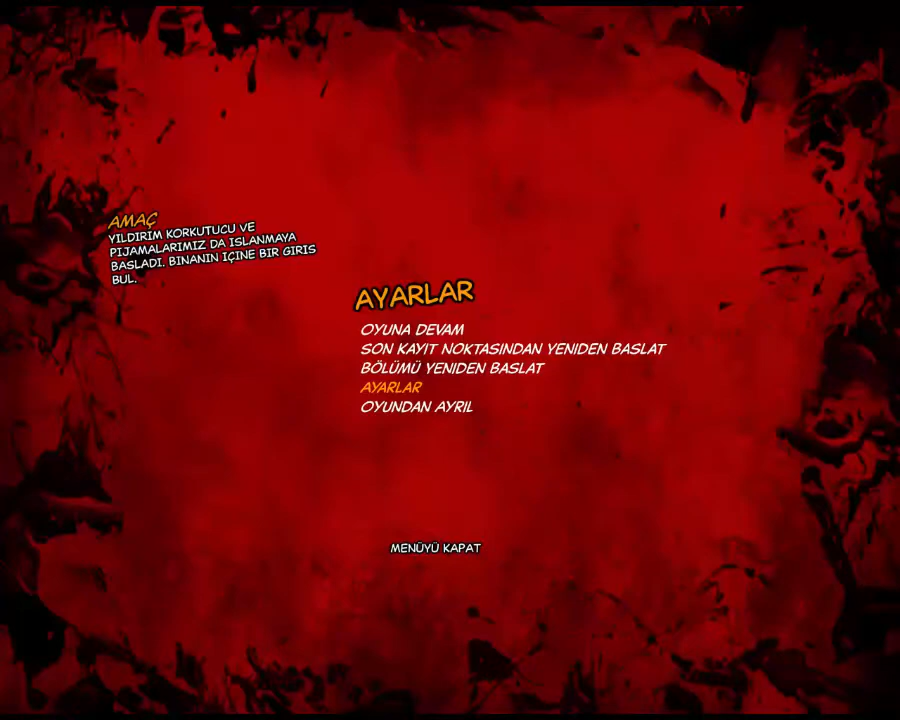 AMAÇ
YILDIRIM KORKUTUCU VE
PIJAMALARIMIZ DA ISLANMAYA
BASLADI. BINANIN IÇINE BIR GIRIS
BUL.
AYARLAR
OYUNA DEVAM
SON KAYIT NOKTASINDAN YENIDEN BASLAT
BÖLÜMÜ YENIDEN BASLAT
AYARLAR
OYUNDAN AYRIL
MENÜYÜ KAPAT